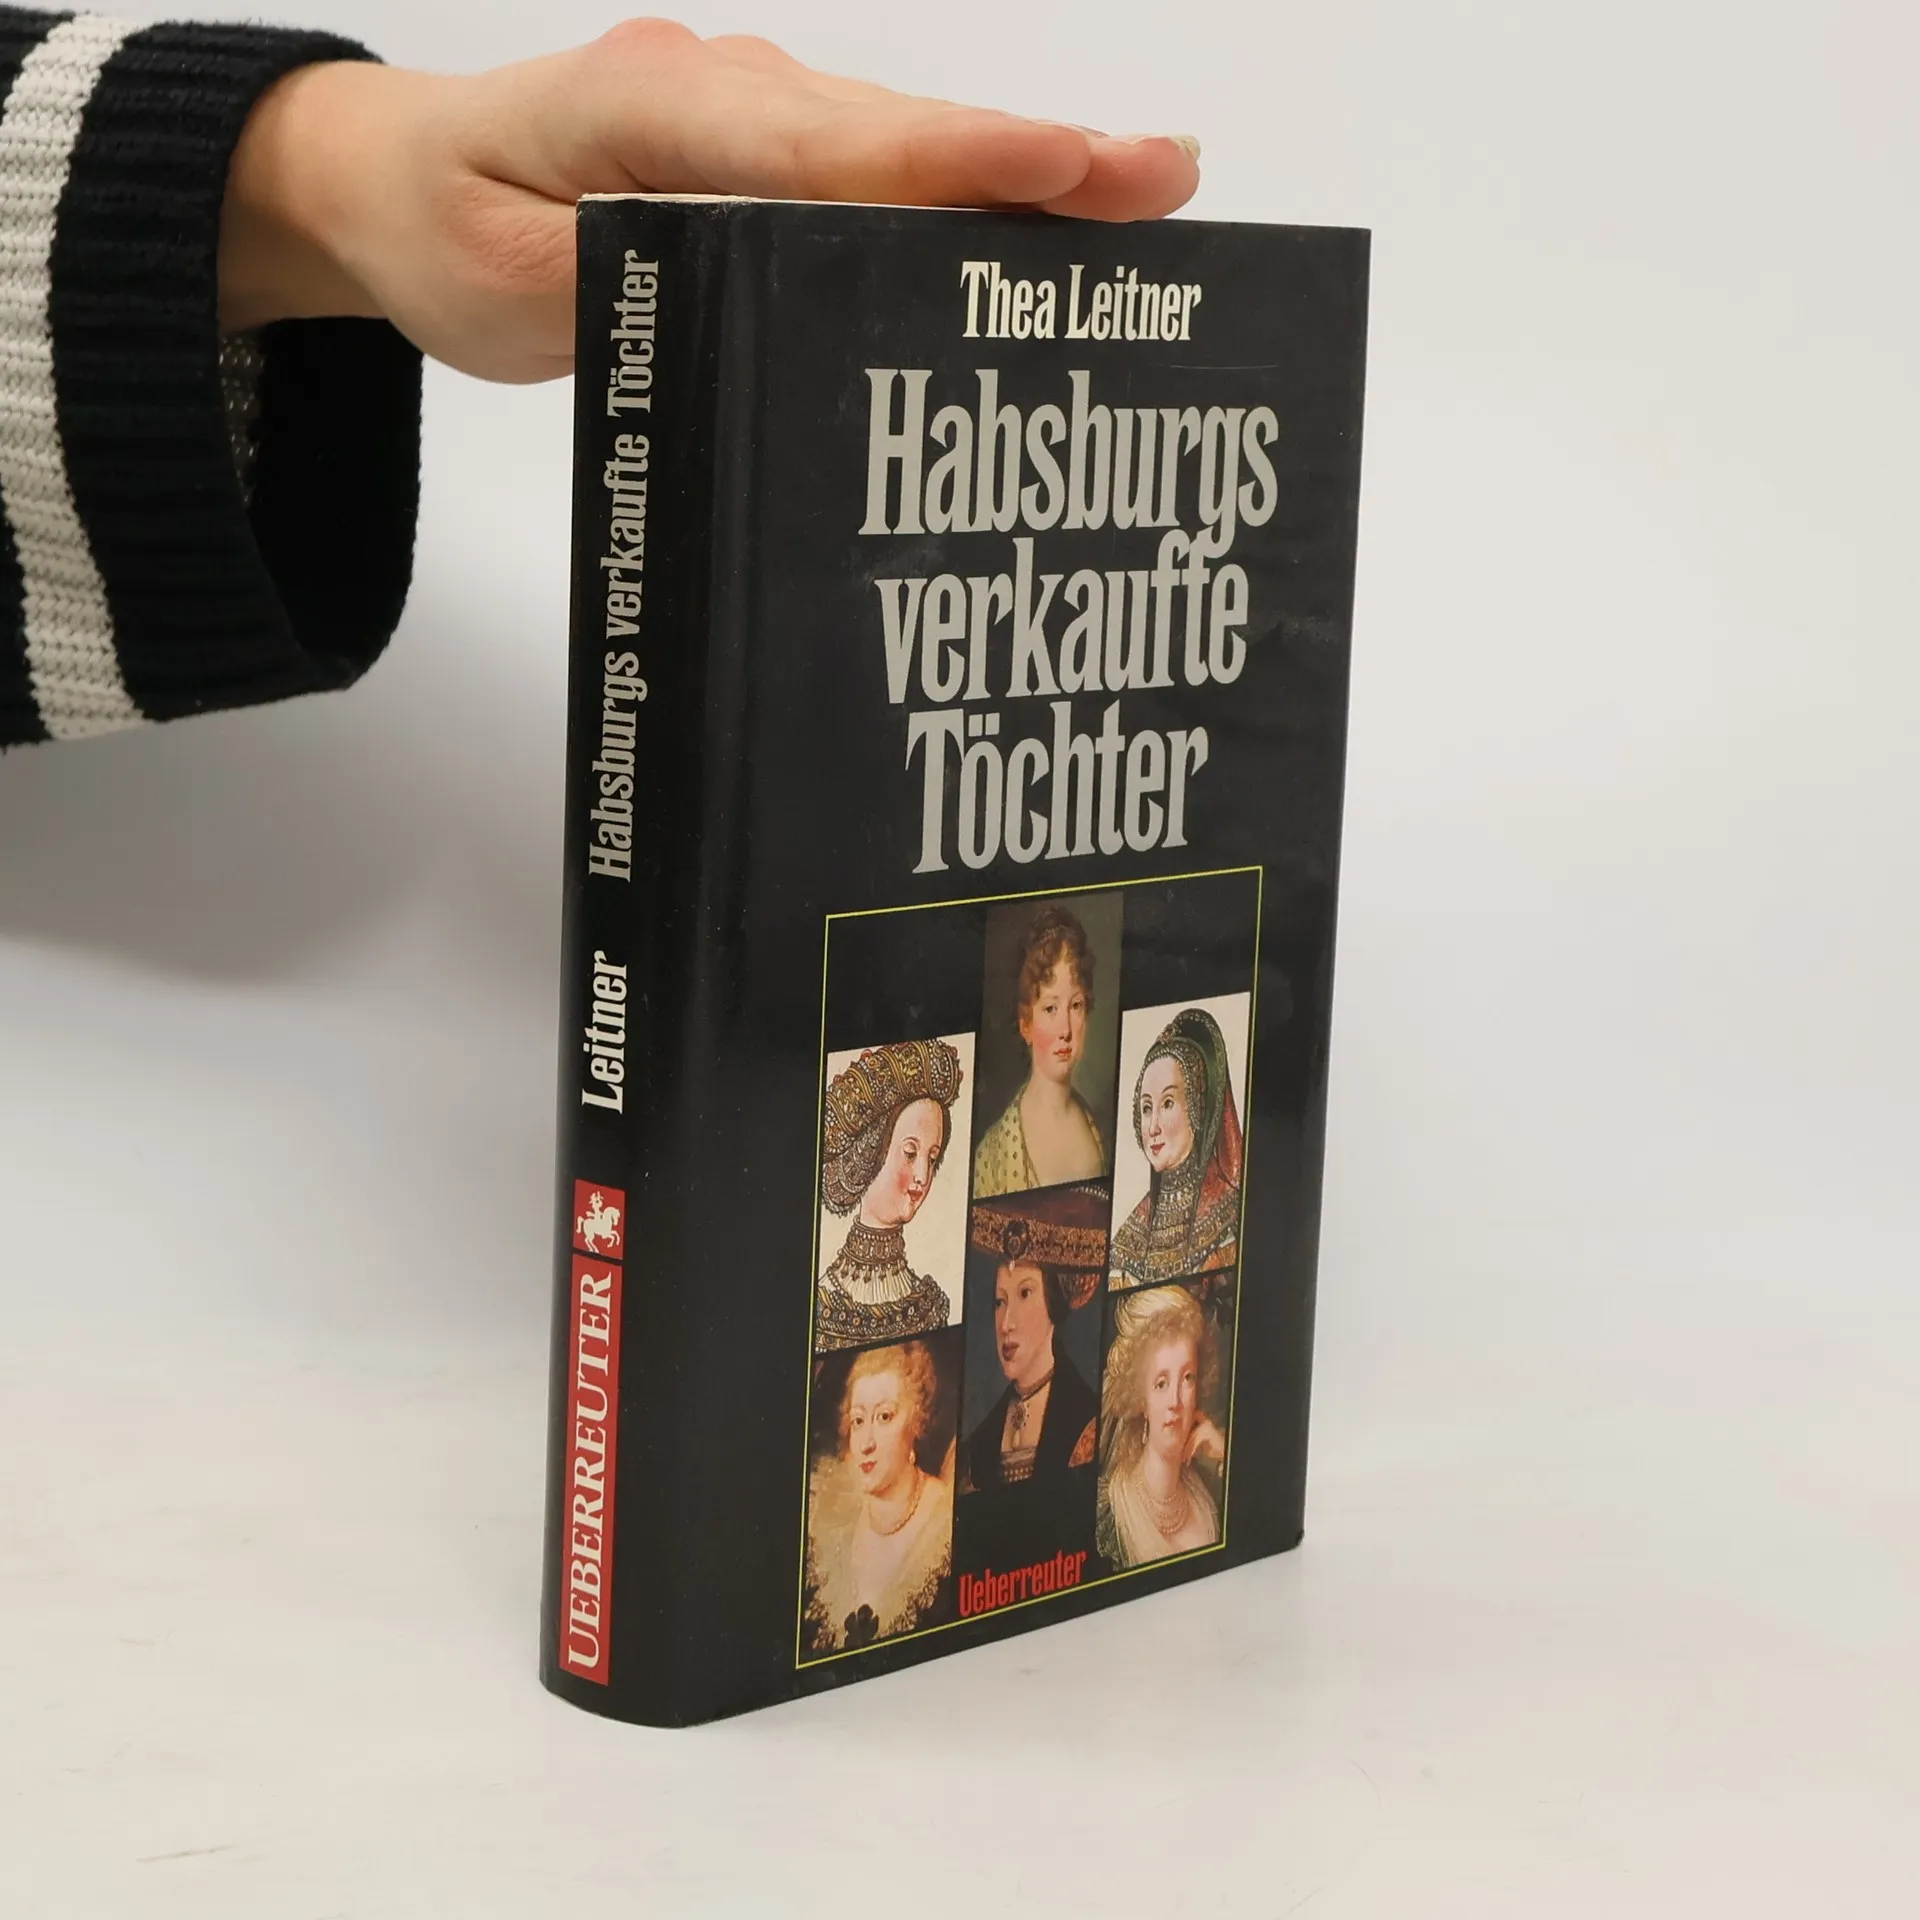 Thea Leitner
Habsburgs
verkaufte
Töchter
Ueberreuter
Leitner Habsburgs verkaufte Töchter
UEBERREUTER